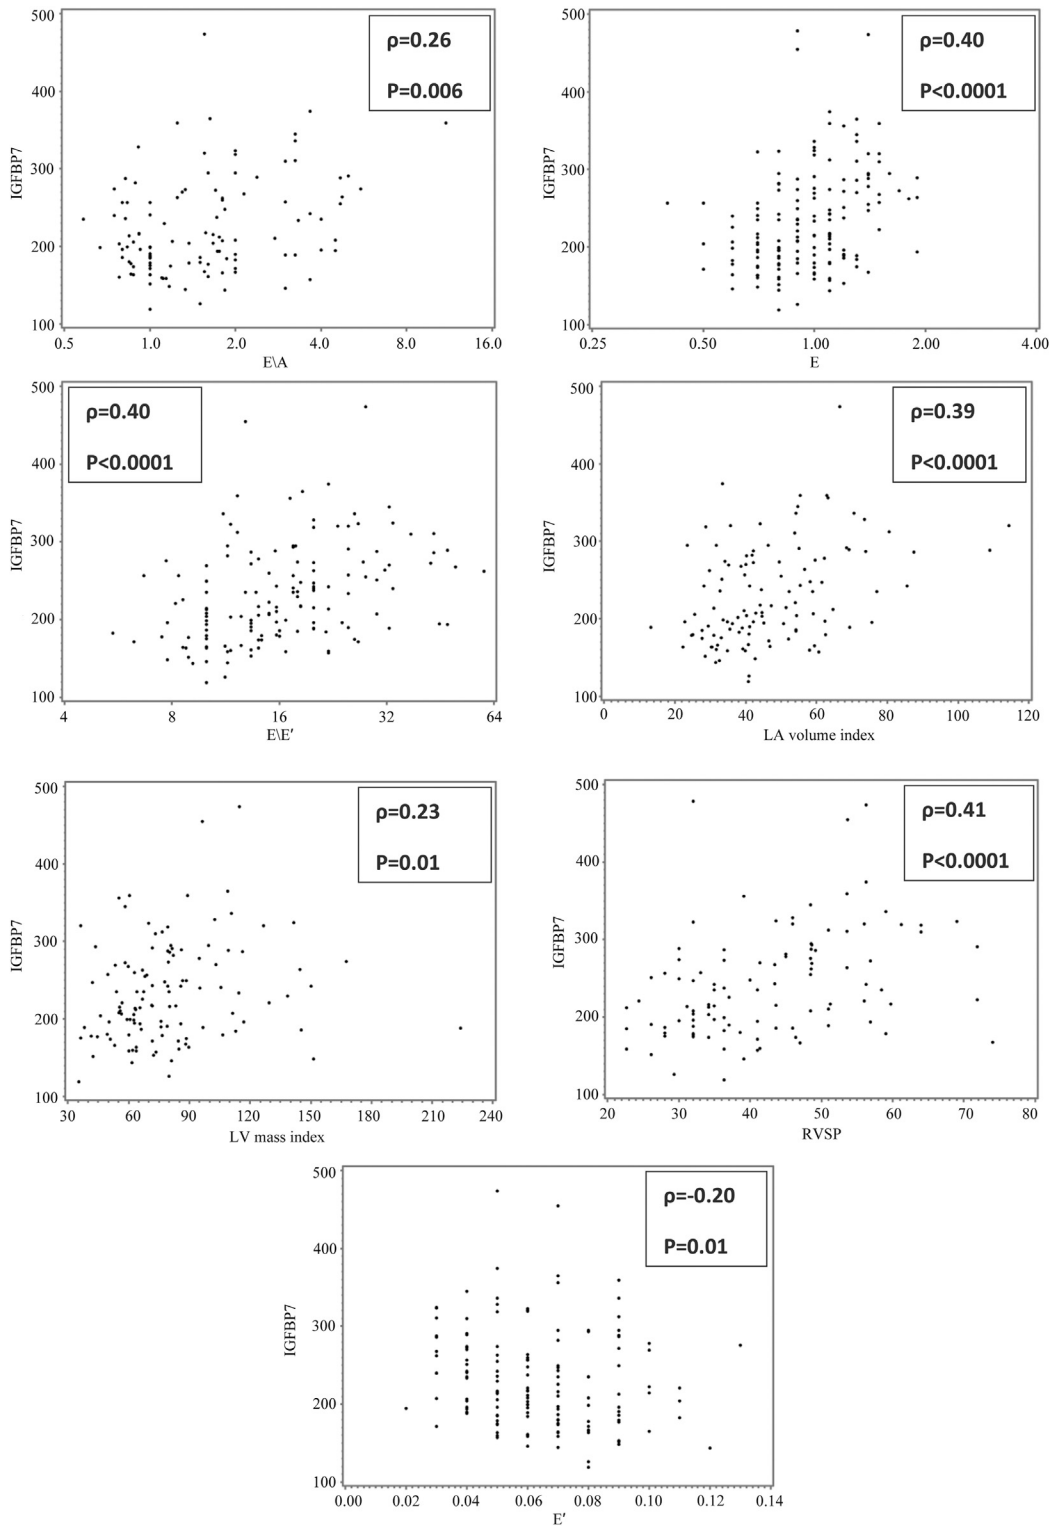 500
400
300
200
100
IGFBP7
ρ=0.26
P=0.006
0.5 1.0 2.0 4.0 8.0 16.0
E\A
500
400
300
200
100
IGFBP7
ρ=0.40
P<0.0001
0.25 0.50 1.00 2.00 4.00
E
500
400
300
200
100
IGFBP7
ρ=0.40
P<0.0001
4 8 16 32 64
E\E′
500
400
300
200
100
IGFBP7
ρ=0.39
P<0.0001
0 20 40 60 80 100 120
LA volume index
500
400
300
200
100
IGFBP7
ρ=0.23
P=0.01
30 60 90 120 150 180 210 240
LV mass index
500
400
300
200
100
IGFBP7
ρ=0.41
P<0.0001
20 30 40 51 60 70 80
RVSP
500
400
300
200
100
IGFBP7
ρ=-0.20
P=0.01
0.00 0.02 0.04 0.06 0.08 0.10 0.12 0.14
E′